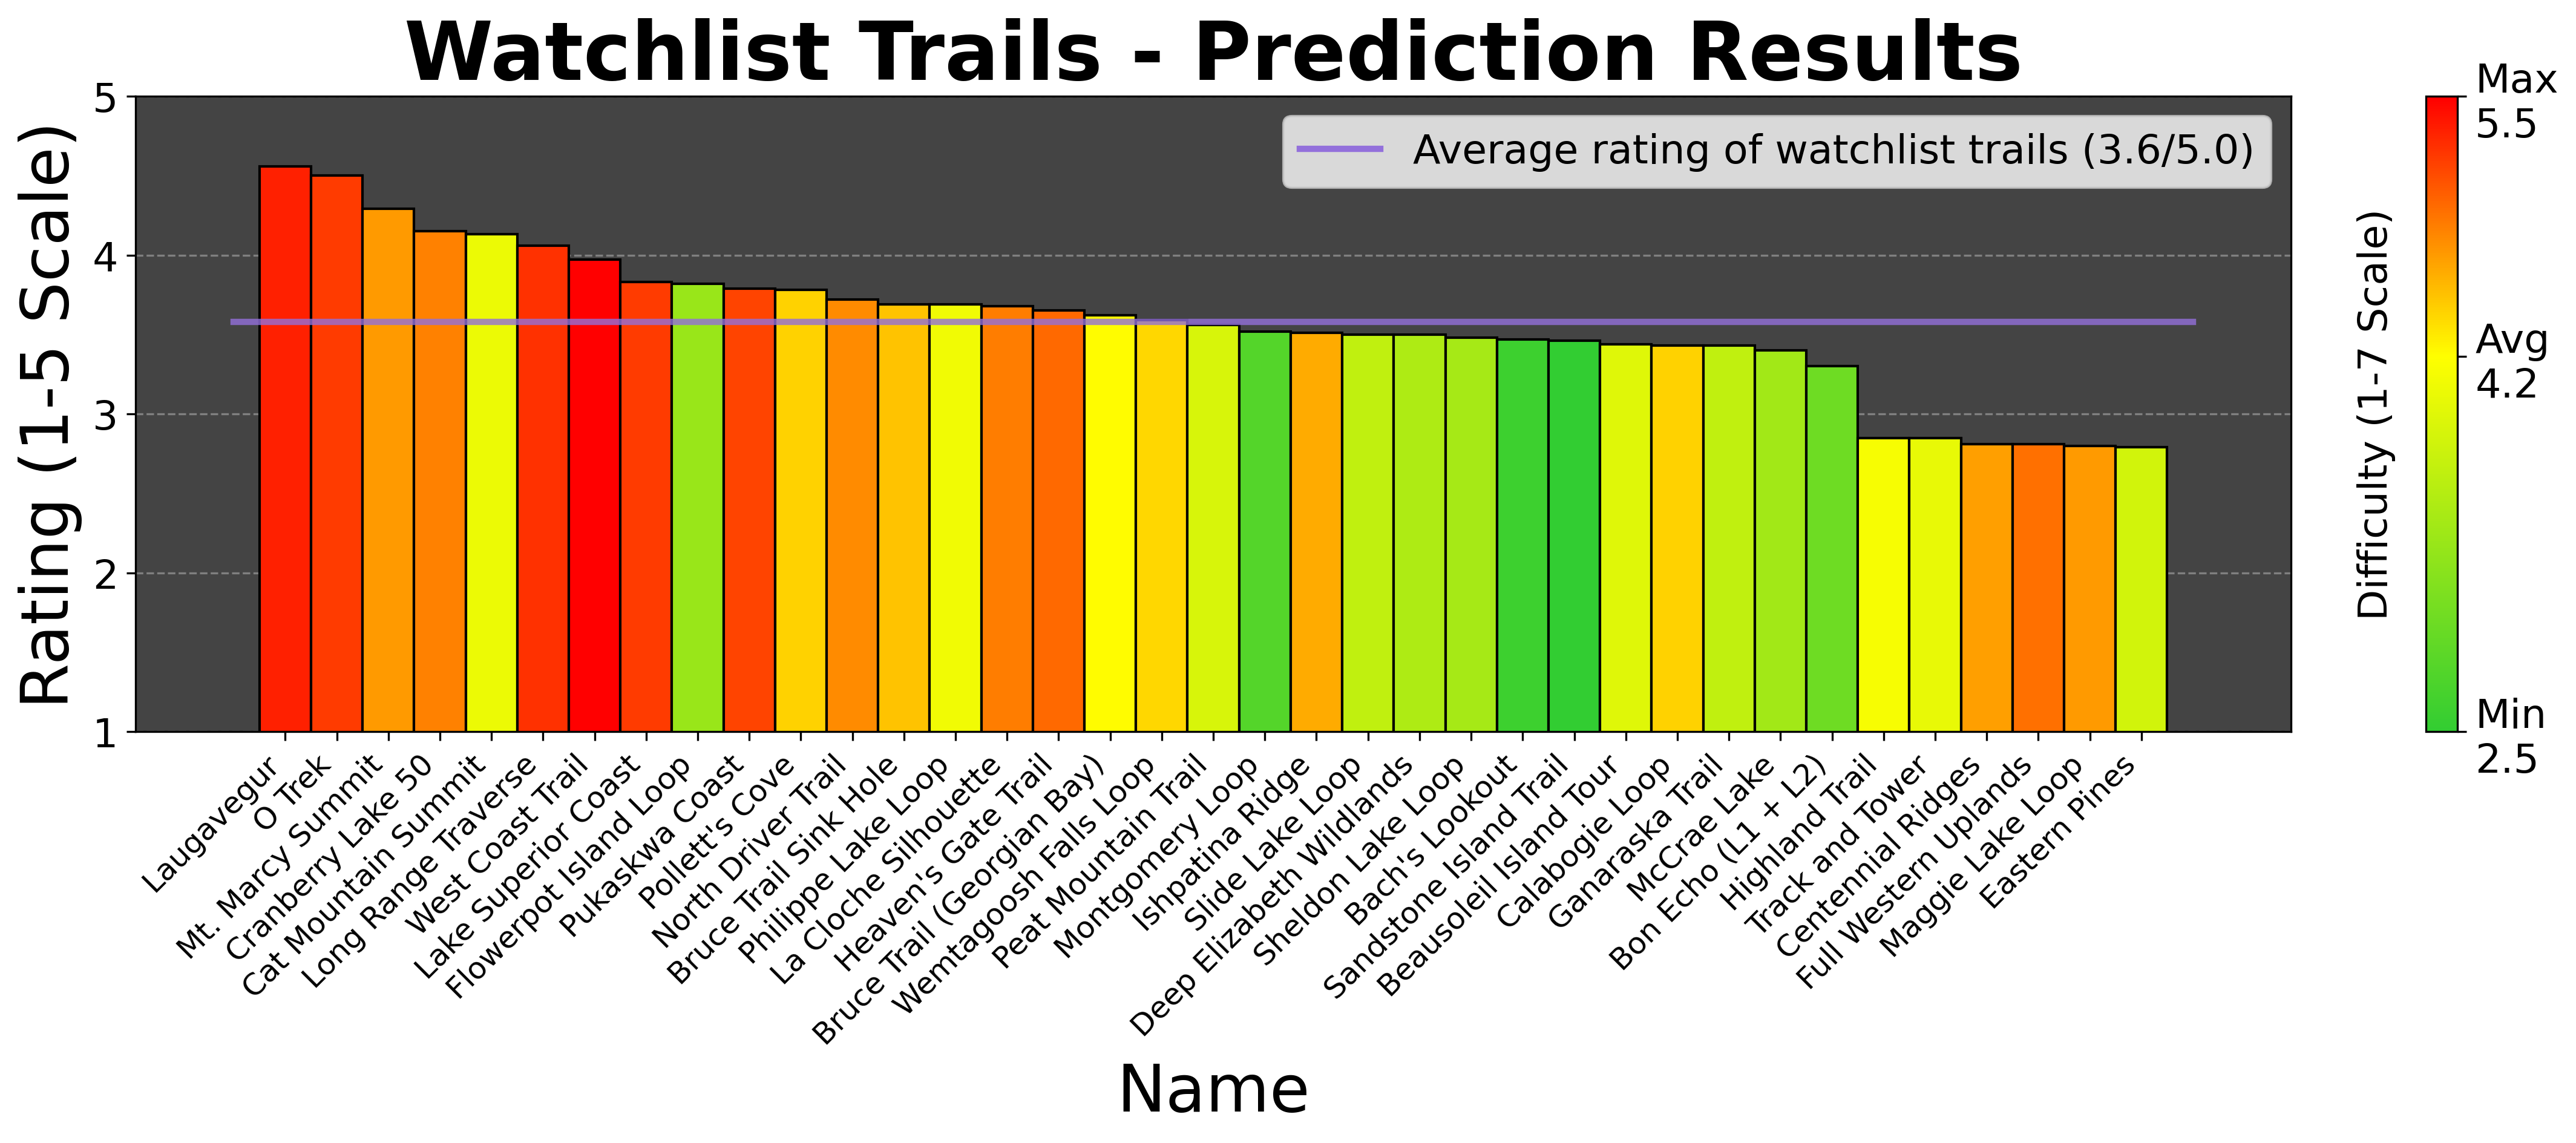 Watchlist Trails - Prediction Results
Rating (1-5 Scale)
5
4
3
2
1
Average rating of watchlist trails (3.6/5.0)
Laugavegur
O Trek
Mt. Marcy Summit
Cranberry Lake 50
Cat Mountain Summit
Long Range Traverse
West Coast Trail
Lake Superior Coast
Flowerpot Island Loop
Pukaskwa Coast
Pollett's Cove
North Driver Trail
Bruce Trail Sink Hole
Philippe Lake Loop
La Cloche Silhouette
Heaven's Gate Trail
Bruce Trail (Georgian Bay)
Wemtagoosh Falls Loop
Peat Mountain Trail
Montgomery Loop
Ishpatina Ridge
Slide Lake Loop
Deep Elizabeth Wildlands
Sheldon Lake Loop
Bach's Lookout
Sandstone Island Trail
Beausoleil Island Tour
Calabogie Loop
Ganaraska Trail
McCrae Lake
Bon Echo (L1 + L2)
Highland Trail
Track and Tower
Centennial Ridges
Full Western Uplands
Maggie Lake Loop
Eastern Pines
Name
Difficulty (1-7 Scale)
Max
5.5
Avg
4.2
Min
2.5